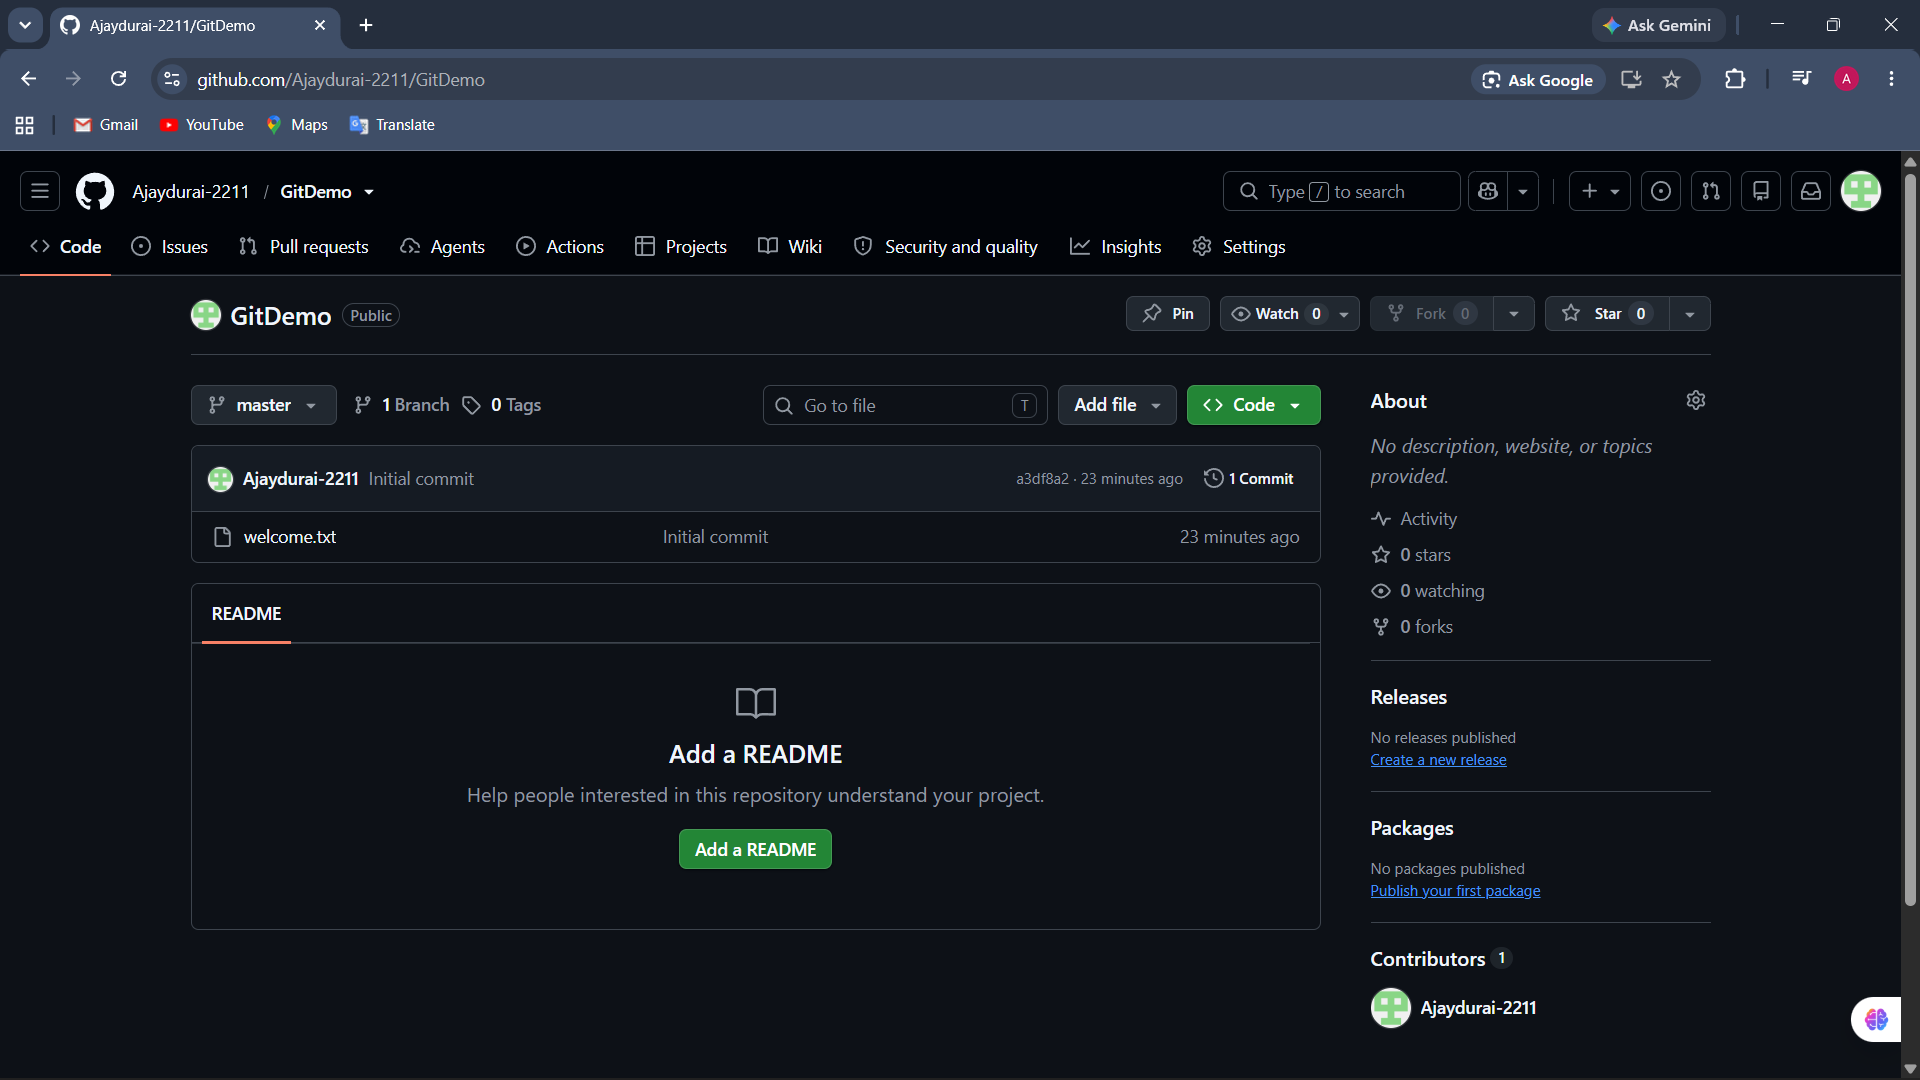 Ajaydurai-2211/GitDemo
Ask Gemini
github.com/Ajaydurai-2211/GitDemo
Ask Google
A
Gmail
YouTube
Maps
Translate
Ajaydurai-2211 / GitDemo
Type / to search
Code
Issues
Pull requests
Agents
Actions
Projects
Wiki
Security and quality
Insights
Settings
GitDemo
Public
Pin
Watch 0
Fork 0
Star 0
master
1 Branch
0 Tags
Go to file
T
Add file
Code
Ajaydurai-2211 Initial commit
a3df8a2 · 23 minutes ago
1 Commit
welcome.txt
Initial commit
23 minutes ago
README
Add a README
Help people interested in this repository understand your project.
Add a README
About
No description, website, or topics
provided.
Activity
0 stars
0 watching
0 forks
Releases
No releases published
Create a new release
Packages
No packages published
Publish your first package
Contributors 1
Ajaydurai-2211